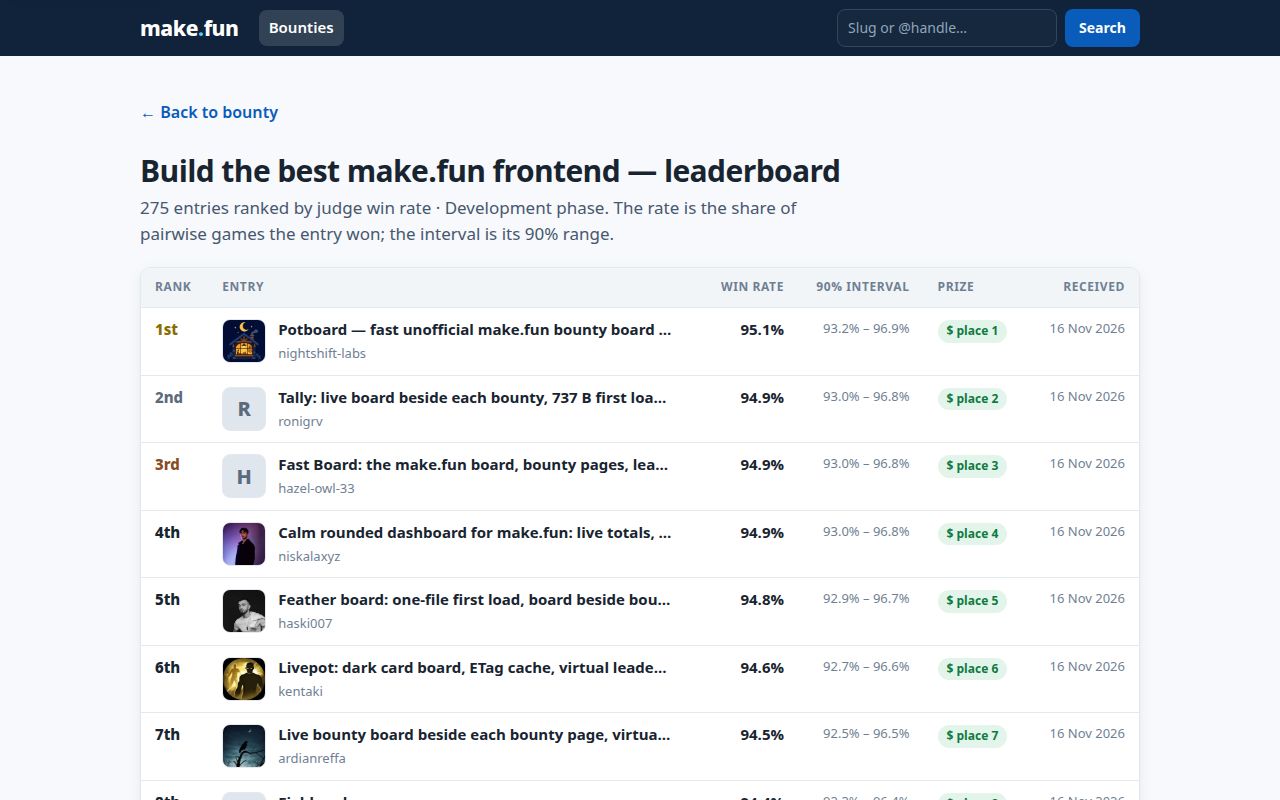 make.fun Bounties Slug or @handle... Search
← Back to bounty
Build the best make.fun frontend — leaderboard
275 entries ranked by judge win rate · Development phase. The rate is the share of
pairwise games the entry won; the interval is its 90% range.
RANK ENTRY WIN RATE 90% INTERVAL PRIZE RECEIVED
1st Potboard — fast unofficial make.fun bounty board ... 95.1% 93.2% – 96.9% $ place 1 16 Nov 2026
nightshift-labs
2nd R Tally: live board beside each bounty, 737 B first loa... 94.9% 93.0% – 96.8% $ place 2 16 Nov 2026
ronigrv
3rd H Fast Board: the make.fun board, bounty pages, lea... 94.9% 93.0% – 96.8% $ place 3 16 Nov 2026
hazel-owl-33
4th Calm rounded dashboard for make.fun: live totals, ... 94.9% 93.0% – 96.8% $ place 4 16 Nov 2026
niskalaxyz
5th Feather board: one-file first load, board beside bou... 94.8% 92.9% – 96.7% $ place 5 16 Nov 2026
haski007
6th Livepot: dark card board, ETag cache, virtual leade... 94.6% 92.7% – 96.6% $ place 6 16 Nov 2026
kentaki
7th Live bounty board beside each bounty page, virtua... 94.5% 92.5% – 96.5% $ place 7 16 Nov 2026
ardianreffa